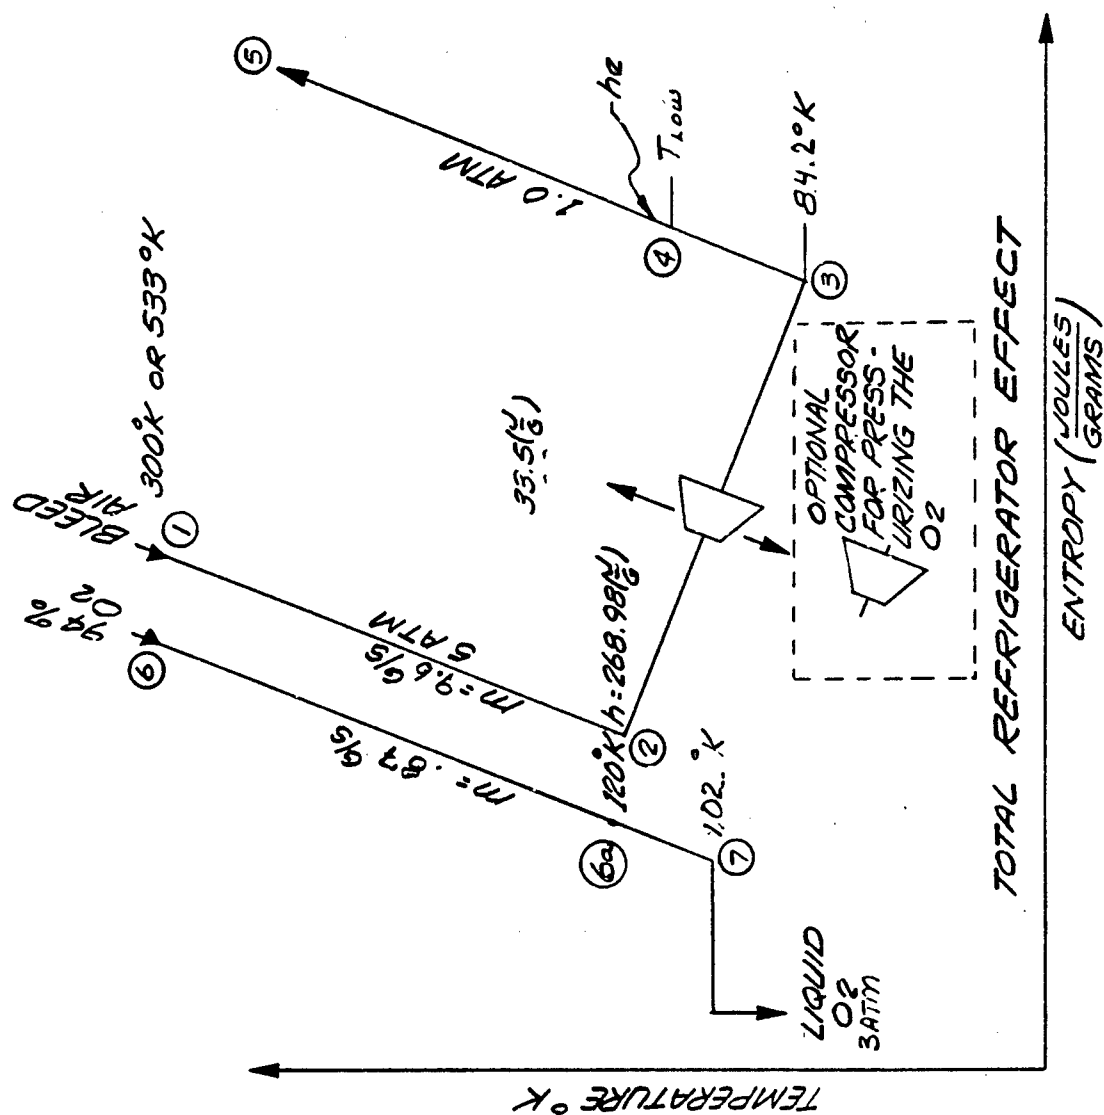 ⑤
1.0 ATM
he
④
T LOW
84.2°K
③
300°K OR 533°K
BLEED
AIR
①
94%
O2
⑥
m = 9.6 G/S
5 ATM
m = .87 G/S
33.5(J/G)
120°K h=268.98(J/G)
②
⑥a
102°K
⑦
OPTIONAL
COMPRESSOR
FOR PRESS-
URIZING THE
O2
LIQUID
O2
3ATM
TOTAL REFRIGERATOR EFFECT
ENTROPY (JOULES/GRAMS)
TEMPERATURE °K